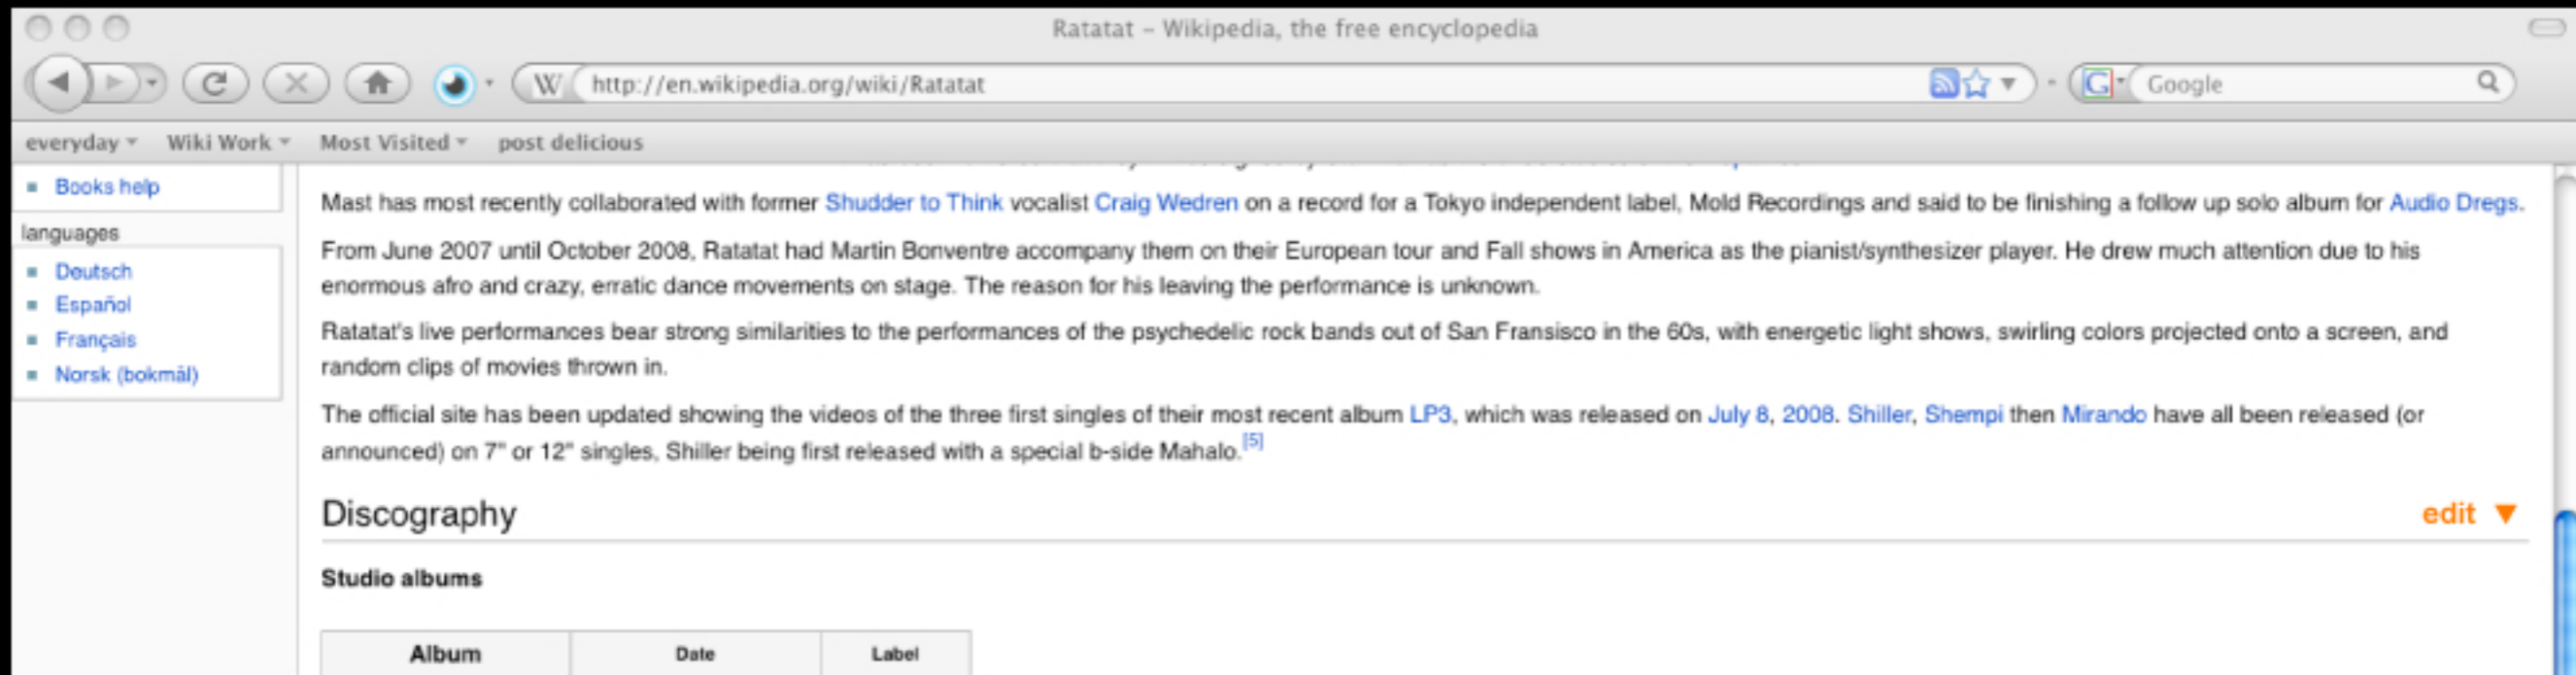 Ratatat – Wikipedia, the free encyclopedia
http://en.wikipedia.org/wiki/Ratatat
Google
everyday Wiki Work Most Visited post delicious
Books help
languages
Deutsch
Español
Français
Norsk (bokmål)
Mast has most recently collaborated with former Shudder to Think vocalist Craig Wedren on a record for a Tokyo independent label, Mold Recordings and said to be finishing a follow up solo album for Audio Dregs.
From June 2007 until October 2008, Ratatat had Martin Bonventre accompany them on their European tour and Fall shows in America as the pianist/synthesizer player. He drew much attention due to his
enormous afro and crazy, erratic dance movements on stage. The reason for his leaving the performance is unknown.
Ratatat's live performances bear strong similarities to the performances of the psychedelic rock bands out of San Fransisco in the 60s, with energetic light shows, swirling colors projected onto a screen, and
random clips of movies thrown in.
The official site has been updated showing the videos of the three first singles of their most recent album LP3, which was released on July 8, 2008. Shiller, Shempi then Mirando have all been released (or
announced) on 7" or 12" singles, Shiller being first released with a special b-side Mahalo.[5]
Discography
edit ▼
Studio albums
Album Date Label